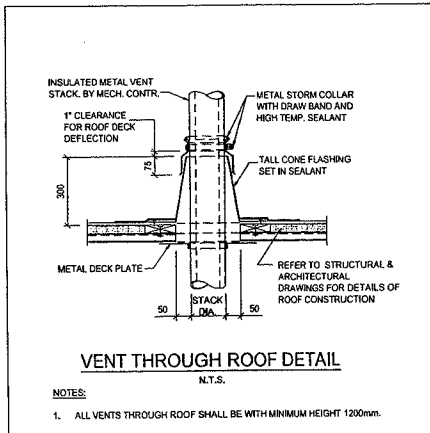 INSULATED METAL VENT
STACK. BY MECH. CONTR.
1" CLEARANCE
FOR ROOF DECK
DEFLECTION
75
300
METAL STORM COLLAR
WITH DRAW BAND AND
HIGH TEMP. SEALANT
TALL CONE FLASHING
SET IN SEALANT
METAL DECK PLATE
REFER TO STRUCTURAL &
ARCHITECTURAL
DRAWINGS FOR DETAILS OF
ROOF CONSTRUCTION
50
STACK
DIA.
50
VENT THROUGH ROOF DETAIL
N.T.S.
NOTES:
1. ALL VENTS THROUGH ROOF SHALL BE WITH MINIMUM HEIGHT 1200mm.